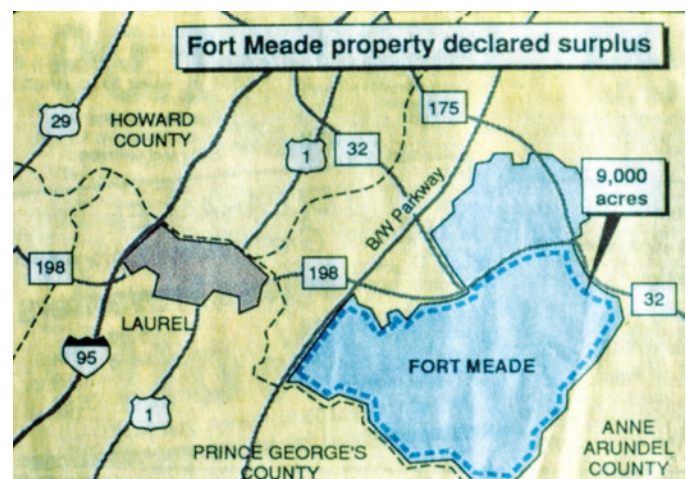 Fort Meade property declared surplus
29
HOWARD
COUNTY
1
32
175
B/W Parkway
9,000
acres
198
198
32
LAUREL
95
FORT MEADE
1
PRINCE GEORGE'S
COUNTY
ANNE
ARUNDEL
COUNTY